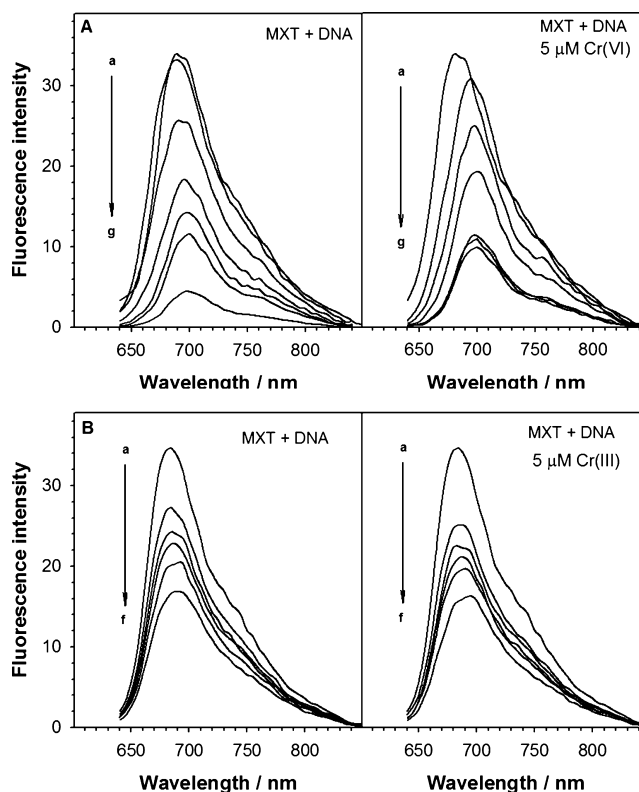 A
MXT + DNA
MXT + DNA
5 μM Cr(VI)
a
g
a
g
Fluorescence intensity
30
20
10
0
650 700 750 800
650 700 750 800
Wavelength / nm
Wavelength / nm
B
MXT + DNA
MXT + DNA
5 μM Cr(III)
a
f
a
f
Fluorescence intensity
30
20
10
0
650 700 750 800
650 700 750 800
Wavelength / nm
Wavelength / nm